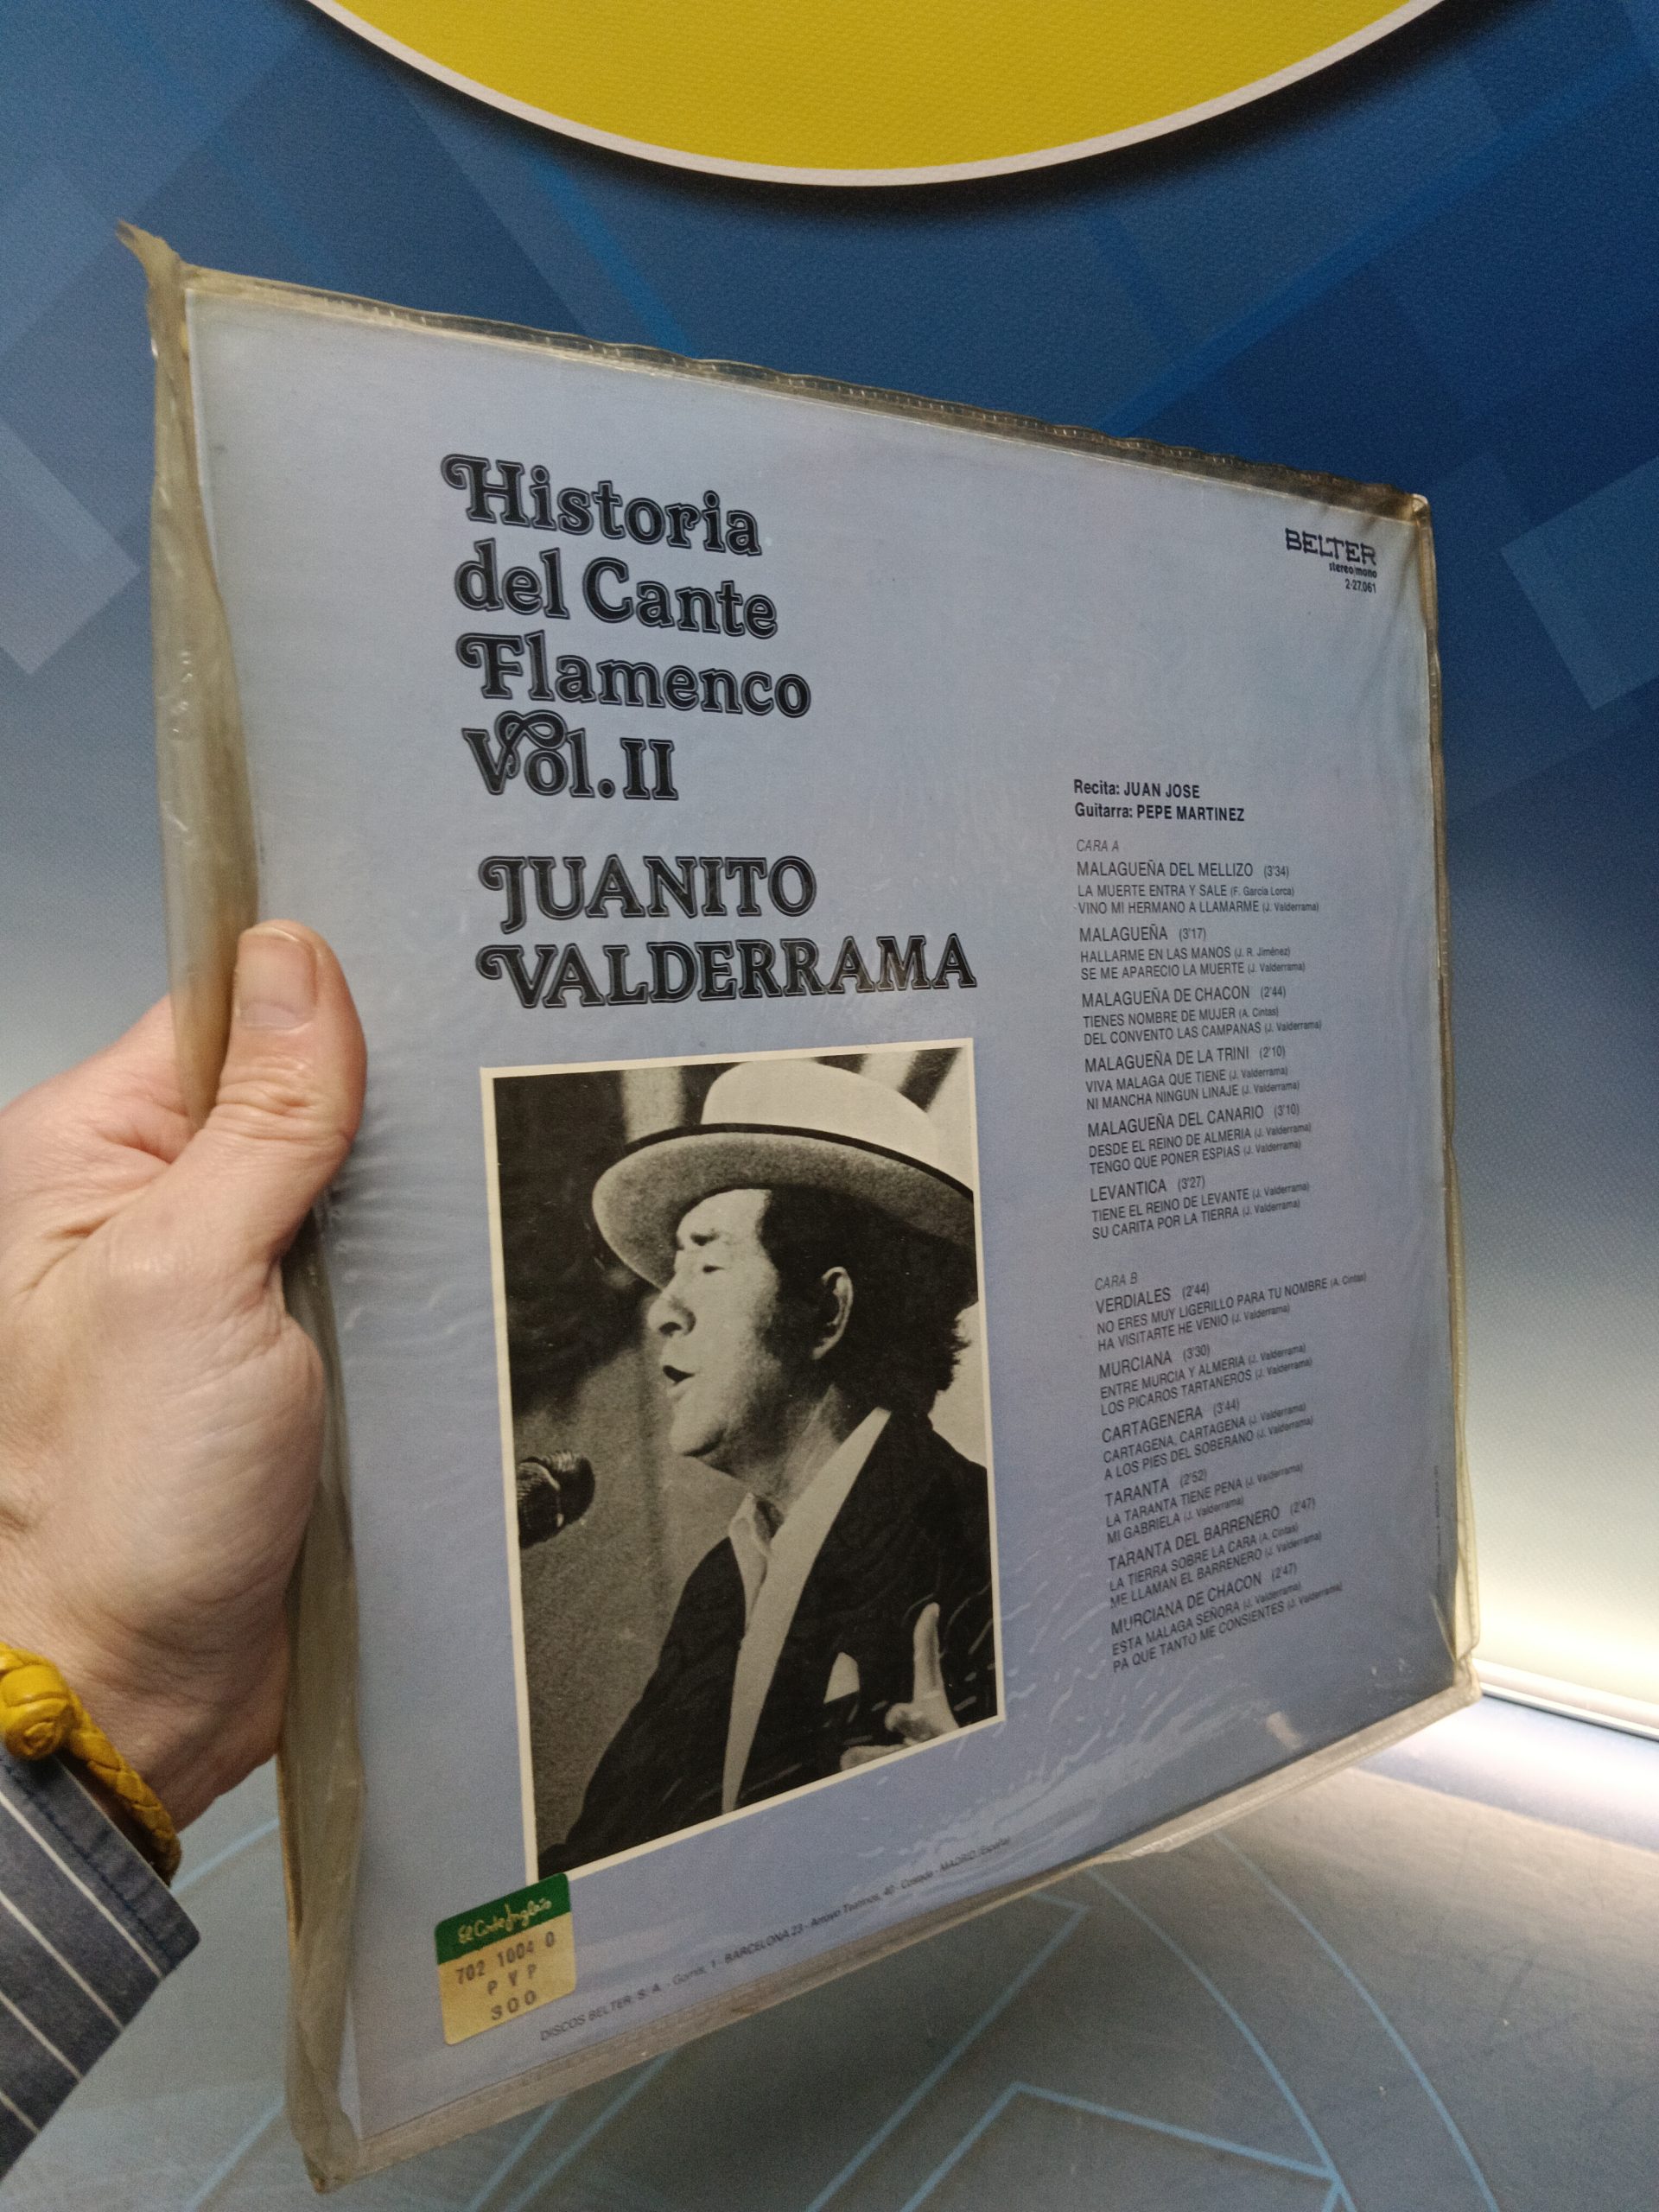 Historia
del Cante
Flamenco
Vol. II
JUANITO
VALDERRAMA
BELTER
stereo/mono
2-27.061
Recita: JUAN JOSE
Guitarra: PEPE MARTINEZ
CARA A
MALAGUEÑA DEL MELLIZO (3'34)
LA MUERTE ENTRA Y SALE (F. García Lorca)
VINO MI HERMANO A LLAMARME (J. Valderrama)
MALAGUEÑA (3'17)
HALLARME EN LAS MANOS (J. R. Jiménez)
SE ME APARECIO LA MUERTE (J. Valderrama)
MALAGUEÑA DE CHACON (2'44)
TIENES NOMBRE DE MUJER (A. Cintas)
DEL CONVENTO LAS CAMPANAS (J. Valderrama)
MALAGUEÑA DE LA TRINI (2'10)
VIVA MALAGA QUE TIENE (J. Valderrama)
NI MANCHA NINGUN LINAJE (J. Valderrama)
MALAGUEÑA DEL CANARIO (3'10)
DESDE EL REINO DE ALMERIA (J. Valderrama)
TENGO QUE PONER ESPIAS (J. Valderrama)
LEVANTICA (3'27)
TIENE EL REINO DE LEVANTE (J. Valderrama)
SU CARITA POR LA TIERRA (J. Valderrama)
CARA B
VERDIALES (2'44)
NO ERES MUY LIGERILLO PARA TU NOMBRE (A. Cintas)
HA VISITARTE HE VENIO (J. Valderrama)
MURCIANA (3'30)
ENTRE MURCIA Y ALMERIA (J. Valderrama)
LOS PICAROS TARTANEROS (J. Valderrama)
CARTAGENERA (3'44)
CARTAGENA, CARTAGENA (J. Valderrama)
A LOS PIES DEL SOBERANO (J. Valderrama)
TARANTA (2'52)
LA TARANTA TIENE PENA (J. Valderrama)
MI GABRIELA (J. Valderrama)
TARANTA DEL BARRENERO (2'47)
LA TIERRA SOBRE LA CARA (A. Cintas)
ME LLAMAN EL BARRENERO (J. Valderrama)
MURCIANA DE CHACON (2'47)
ESTA MALAGA SEÑORA (J. Valderrama)
PA QUE TANTO ME CONSIENTES (J. Valderrama)
El Corte Inglés
702 1004 0
P V P
300
DISCOS BELTER, S. A. - Gomis, 1 - BARCELONA 23 - Arroyo 40 - Coslada - MADRID (España)